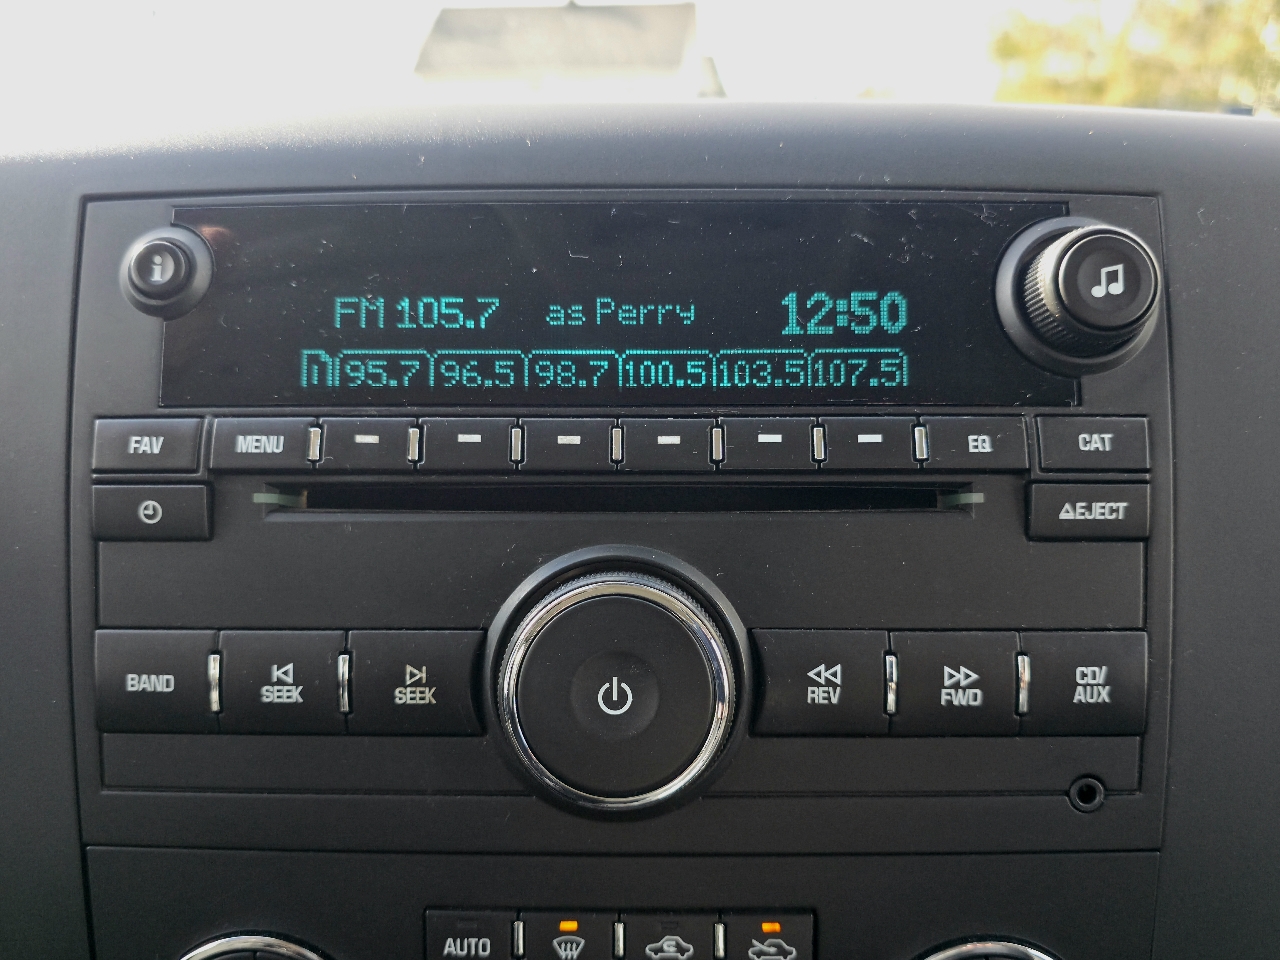 i
FM 105.7 as Perry 12:50
1 95.7 96.5 98.7 100.5 103.5 107.5
FAV MENU EQ CAT
EJECT
BAND SEEK SEEK REV FWD CD/AUX
AUTO